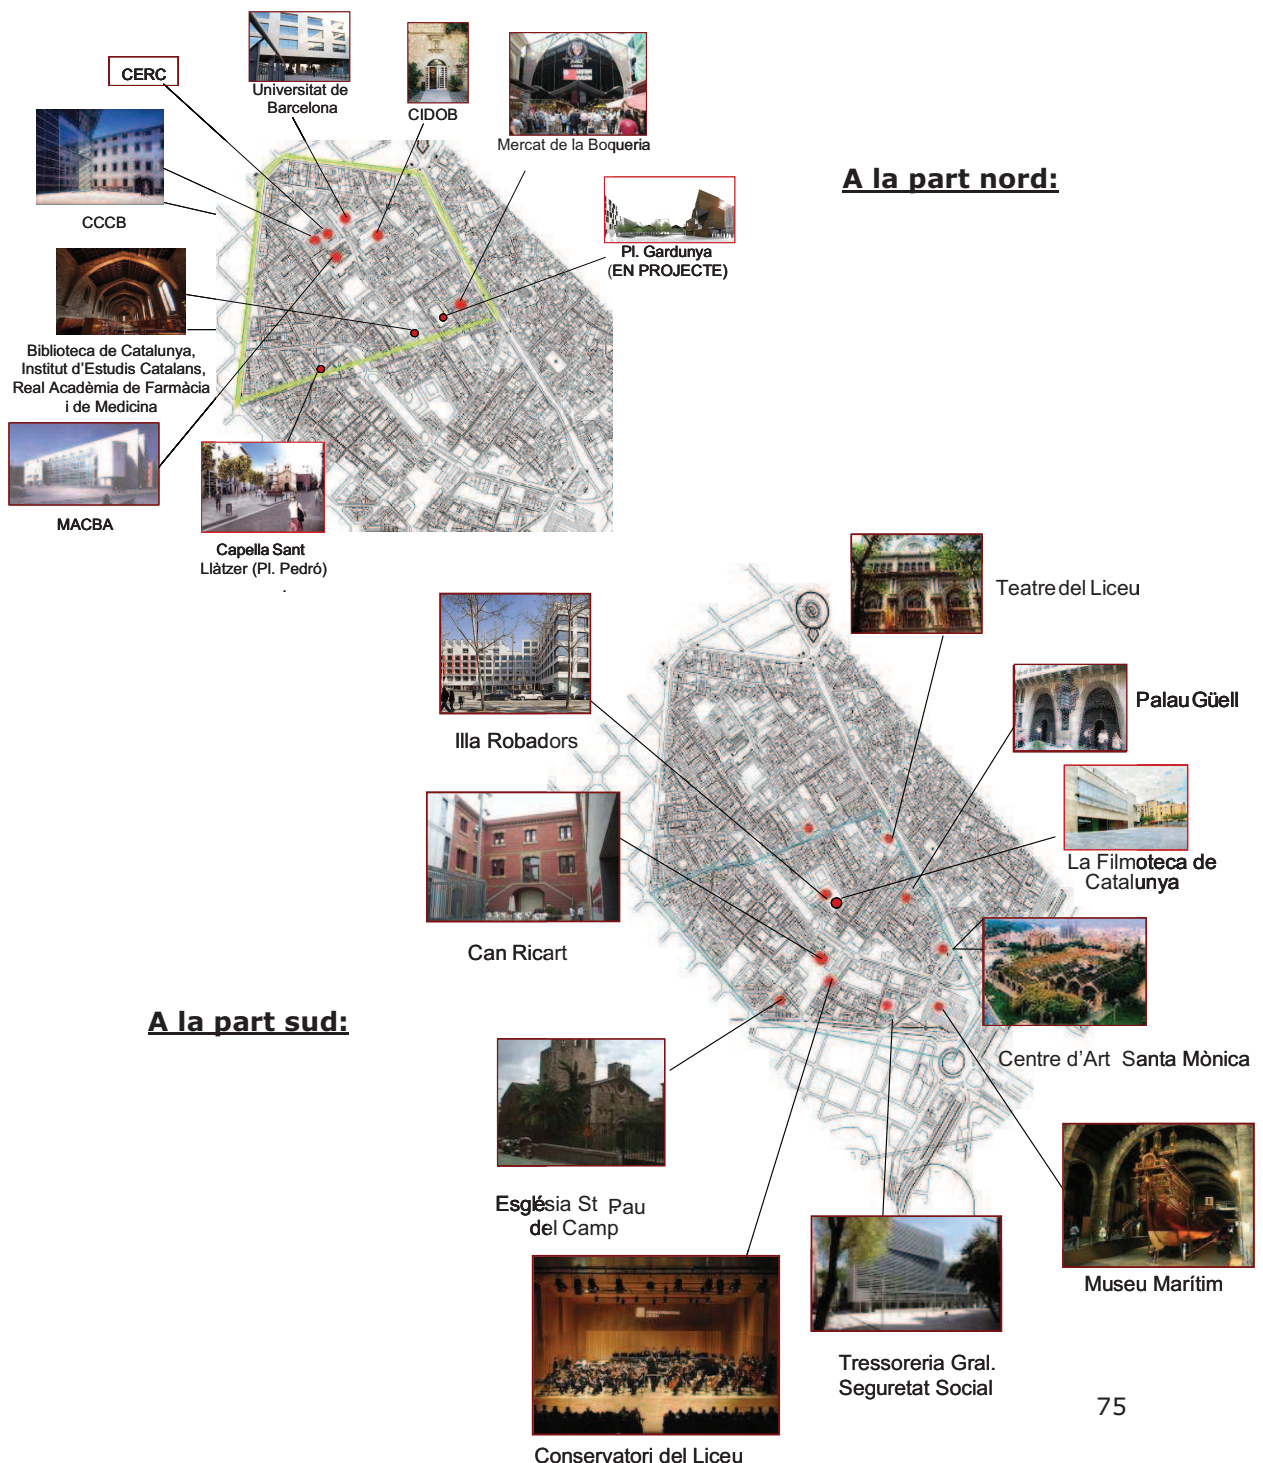 CERC
Universitat de
Barcelona
CIDOB
Mercat de la Boqueria
A la part nord:
CCCB
Pl. Gardunya
(EN PROJECTE)
Biblioteca de Catalunya,
Institut d'Estudis Catalans,
Real Acadèmia de Farmàcia
i de Medicina
MACBA
Capella Sant
Llàtzer (Pl. Pedró)
.
Teatre del Liceu
Palau Güell
Illa Robadors
La Filmoteca de
Catalunya
Can Ricart
A la part sud:
Centre d'Art Santa Mònica
Església St Pau
del Camp
Museu Marítim
Tressoreria Gral.
Seguretat Social
75
Conservatori del Liceu